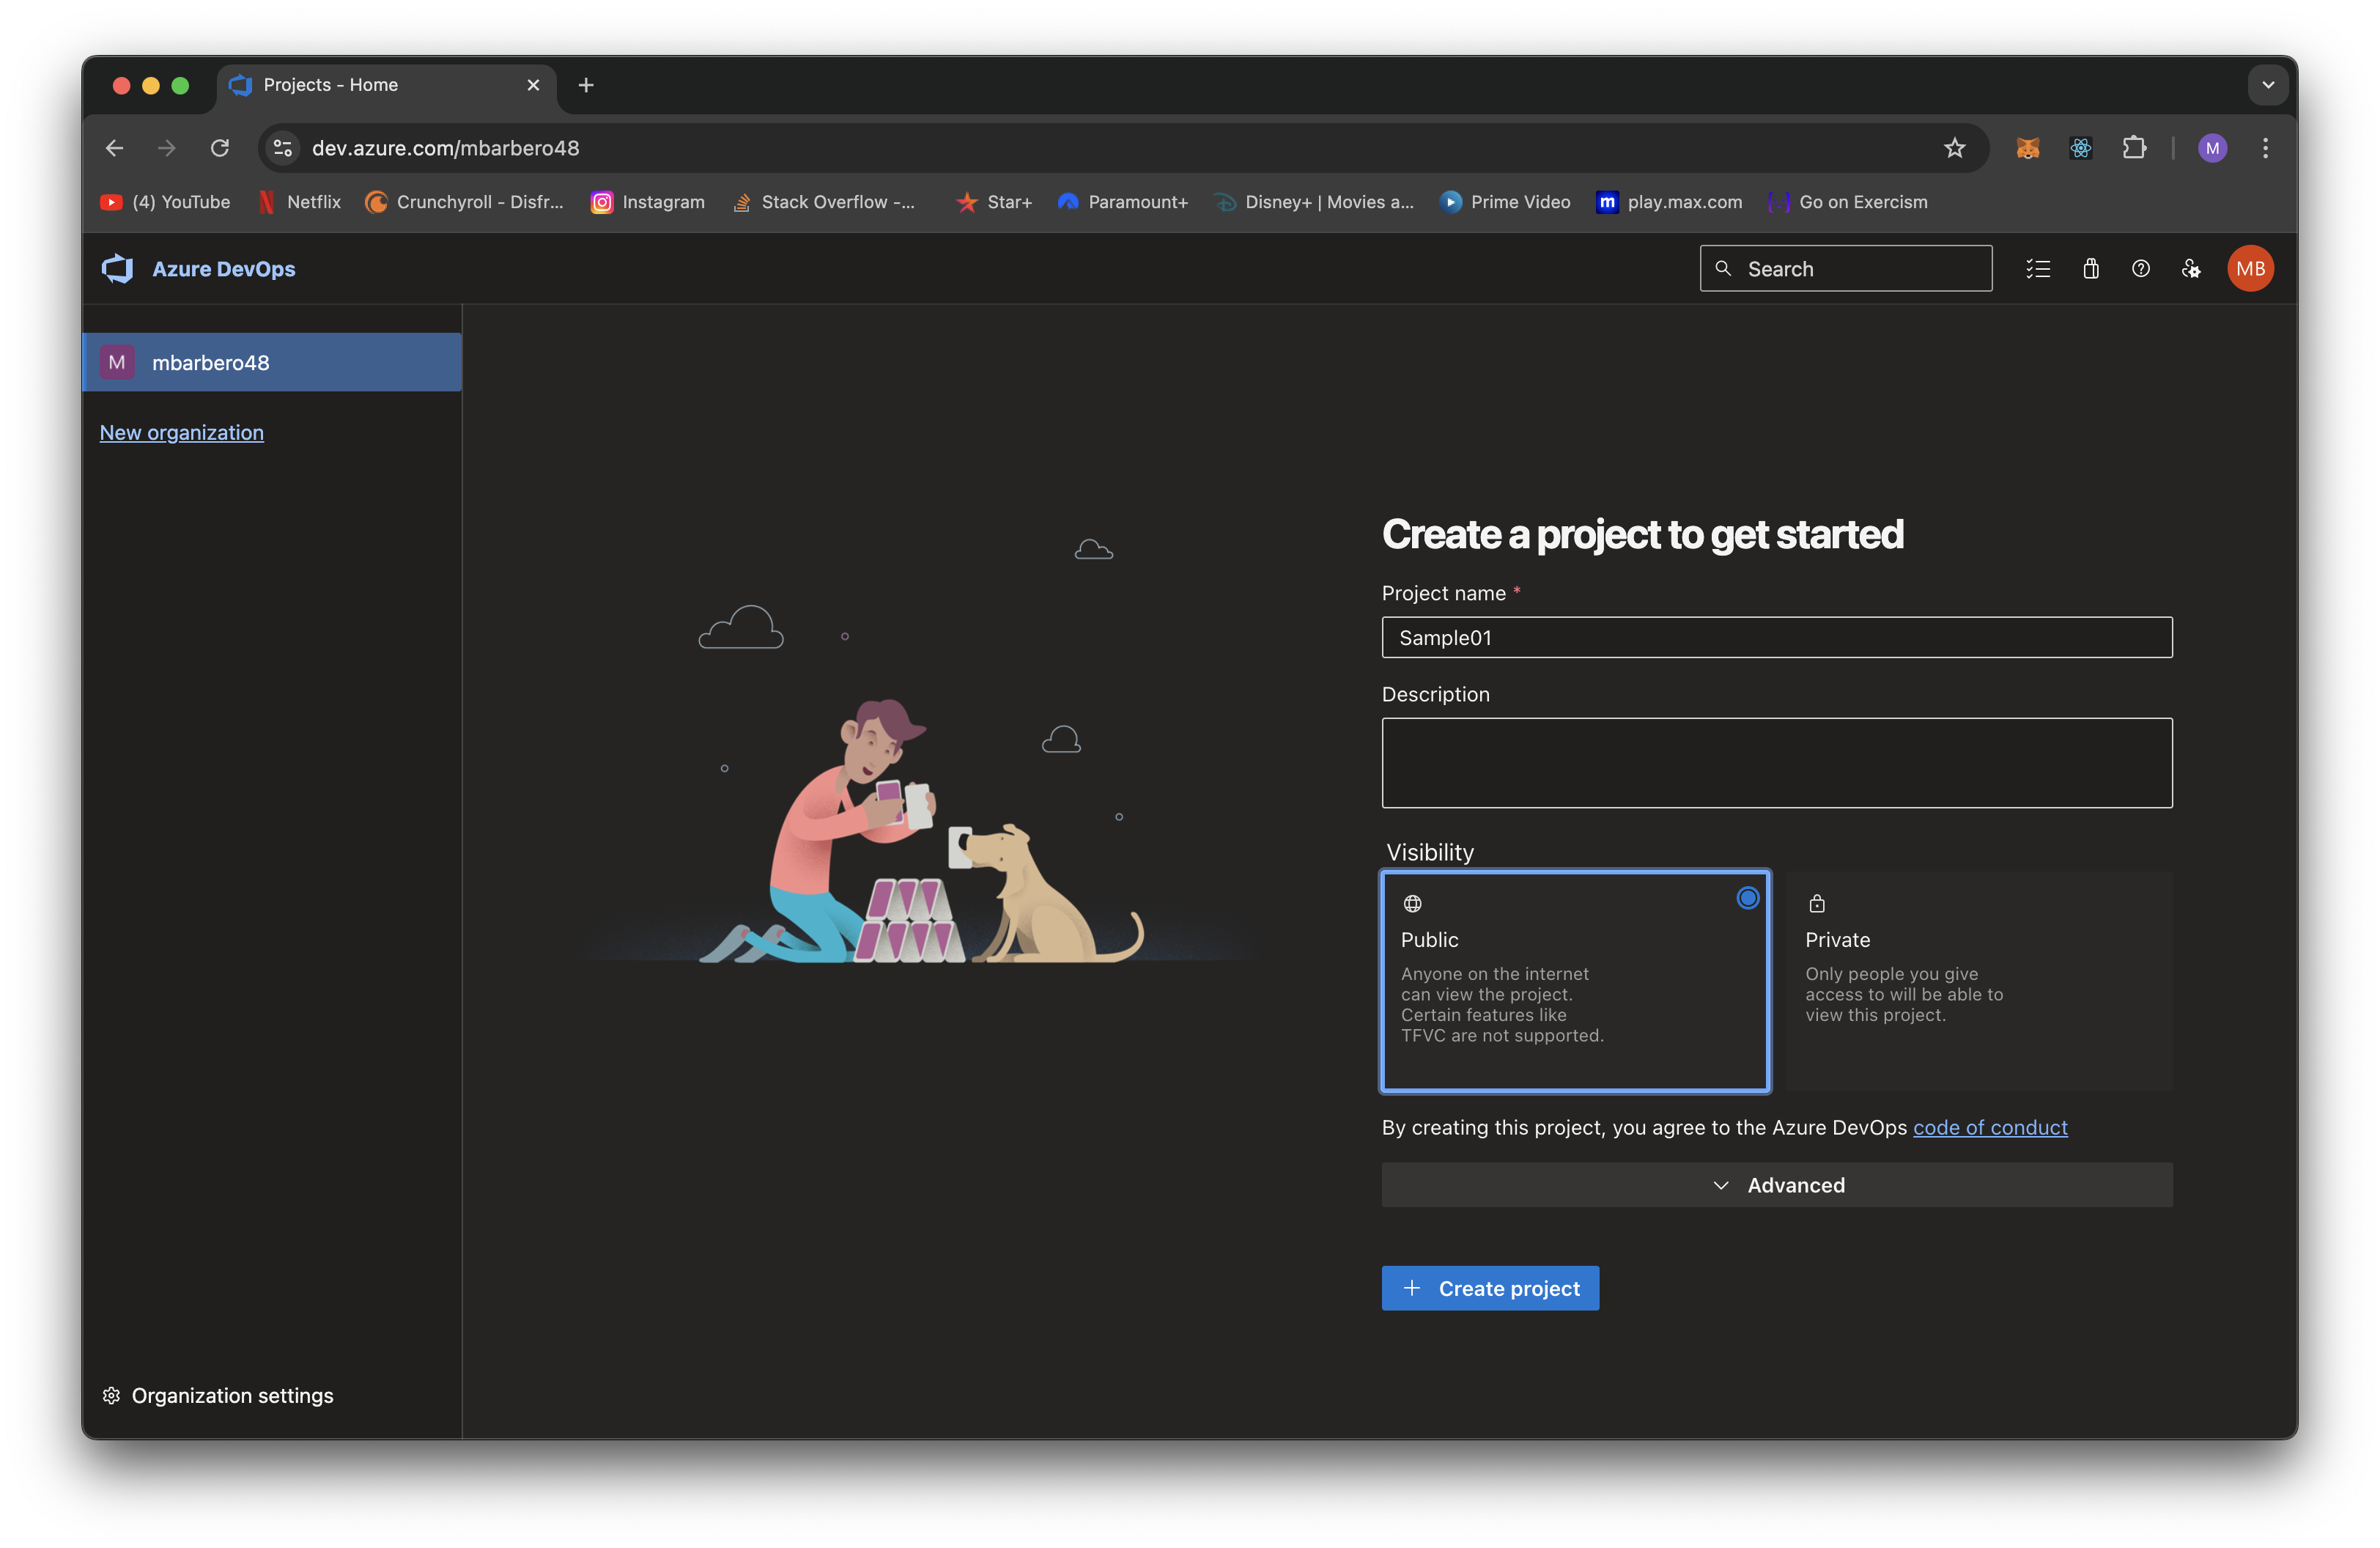 Projects - Home
dev.azure.com/mbarbero48
M
(4) YouTube
Netflix
Crunchyroll - Disfr...
Instagram
Stack Overflow -...
Star+
Paramount+
Disney+ | Movies a...
Prime Video
m
play.max.com
Go on Exercism
Azure DevOps
Search
MB
M
mbarbero48
New organization
Create a project to get started
Project name *
Sample01
Description
Visibility
Public
Anyone on the internet
can view the project.
Certain features like
TFVC are not supported.
Private
Only people you give
access to will be able to
view this project.
By creating this project, you agree to the Azure DevOps code of conduct
Advanced
Create project
Organization settings